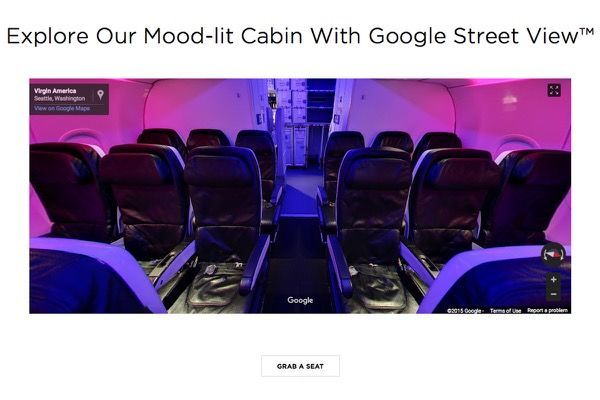 Explore Our Mood-lit Cabin With Google Street View™
Virgin America
Seattle, Washington
View on Google Maps
Google
+
−
©2015 Google - Terms of Use Report a problem
GRAB A SEAT